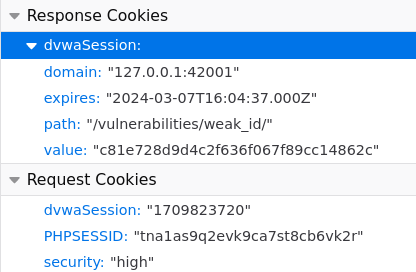 Response Cookies
dvwaSession:
domain: "127.0.0.1:42001"
expires: "2024-03-07T16:04:37.000Z"
path: "/vulnerabilities/weak_id/"
value: "c81e728d9d4c2f636f067f89cc14862c"
Request Cookies
dvwaSession: "1709823720"
PHPSESSID: "tna1as9q2evk9ca7st8cb6vk2r"
security: "high"